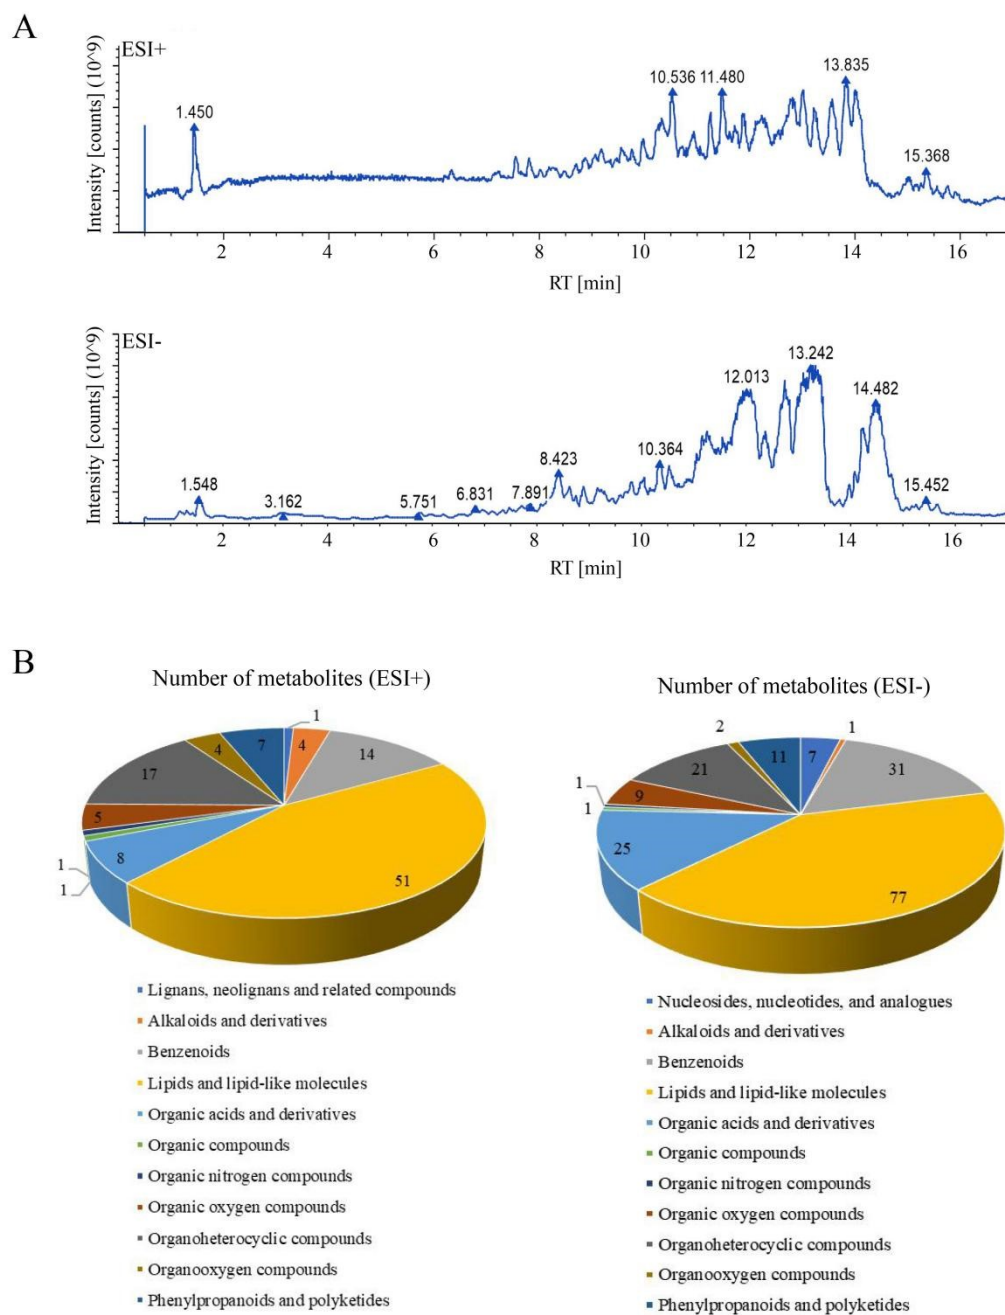 A
ESI+
Intensity [counts] (10^9)
1.450
10.536
11.480
13.835
15.368
2 4 6 8 10 12 14 16
RT [min]
ESI-
Intensity [counts] (10^9)
1.548
3.162
5.751
6.831
7.891
8.423
10.364
12.013
13.242
14.482
15.452
2 4 6 8 10 12 14 16
RT [min]
B
Number of metabolites (ESI+)
1
4
14
51
8
1
1
5
17
4
7
Lignans, neolignans and related compounds
Alkaloids and derivatives
Benzenoids
Lipids and lipid-like molecules
Organic acids and derivatives
Organic compounds
Organic nitrogen compounds
Organic oxygen compounds
Organoheterocyclic compounds
Organooxygen compounds
Phenylpropanoids and polyketides
Number of metabolites (ESI-)
7
1
31
77
25
1
1
9
21
2
11
Nucleosides, nucleotides, and analogues
Alkaloids and derivatives
Benzenoids
Lipids and lipid-like molecules
Organic acids and derivatives
Organic compounds
Organic nitrogen compounds
Organic oxygen compounds
Organoheterocyclic compounds
Organooxygen compounds
Phenylpropanoids and polyketides